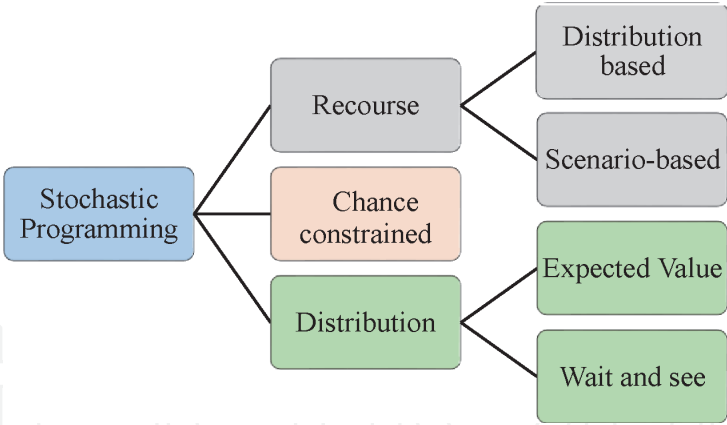 Stochastic
Programming
Recourse
Distribution
based
Scenario-based
Chance
constrained
Distribution
Expected Value
Wait and see